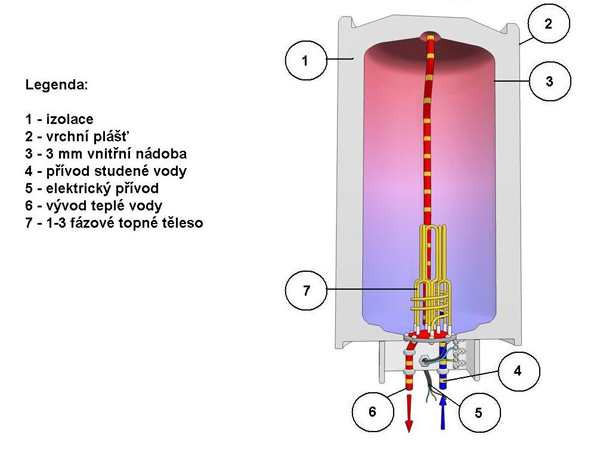 Legenda:
1 - izolace
2 - vrchní plášť
3 - 3 mm vnitřní nádoba
4 - přívod studené vody
5 - elektrický přívod
6 - vývod teplé vody
7 - 1-3 fázové topné těleso
1
2
3
7
4
6
5